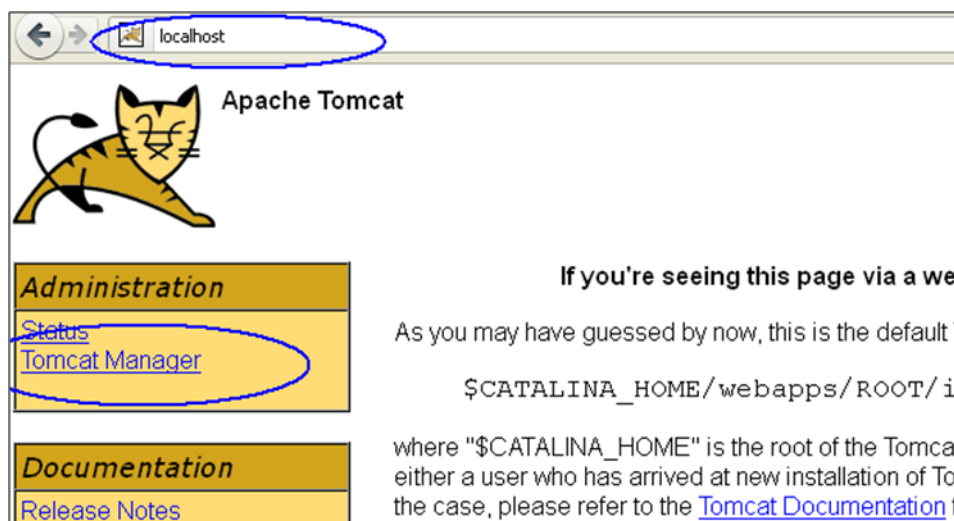 localhost
Apache Tomcat
Administration
Status
Tomcat Manager
Documentation
Release Notes
If you're seeing this page via a we
As you may have guessed by now, this is the default
$CATALINA_HOME/webapps/ROOT/i
where "$CATALINA_HOME" is the root of the Tomca
either a user who has arrived at new installation of To
the case, please refer to the Tomcat Documentation